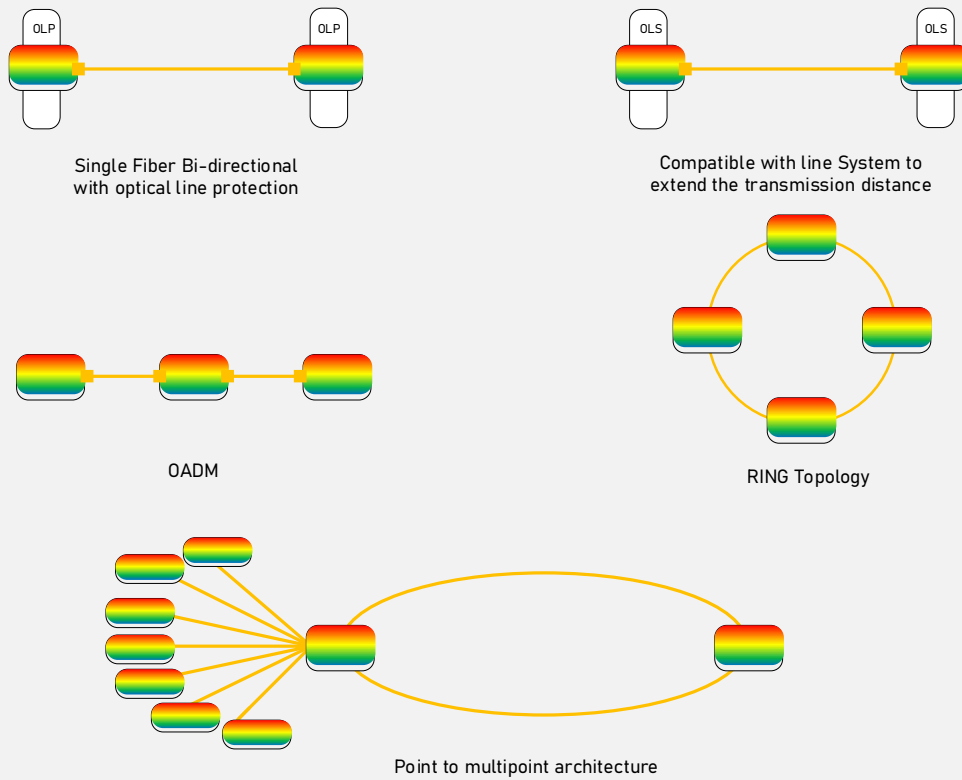 OLP
OLP
OLS
OLS
Single Fiber Bi-directional
with optical line protection
Compatible with line System to
extend the transmission distance
OADM
RING Topology
Point to multipoint architecture